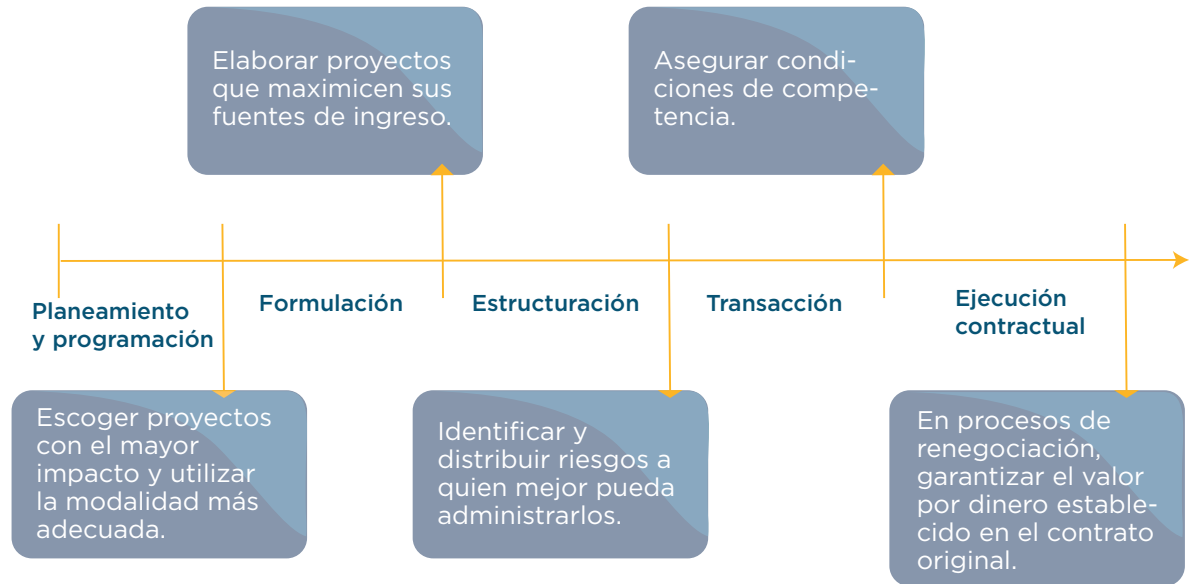 Elaborar proyectos
que maximicen sus
fuentes de ingreso.
Asegurar condi-
ciones de compe-
tencia.
Planeamiento
y programación
Formulación
Estructuración
Transacción
Ejecución
contractual
Escoger proyectos
con el mayor
impacto y utilizar
la modalidad más
adecuada.
Identificar y
distribuir riesgos a
quien mejor pueda
administrarlos.
En procesos de
renegociación,
garantizar el valor
por dinero estable-
cido en el contrato
original.